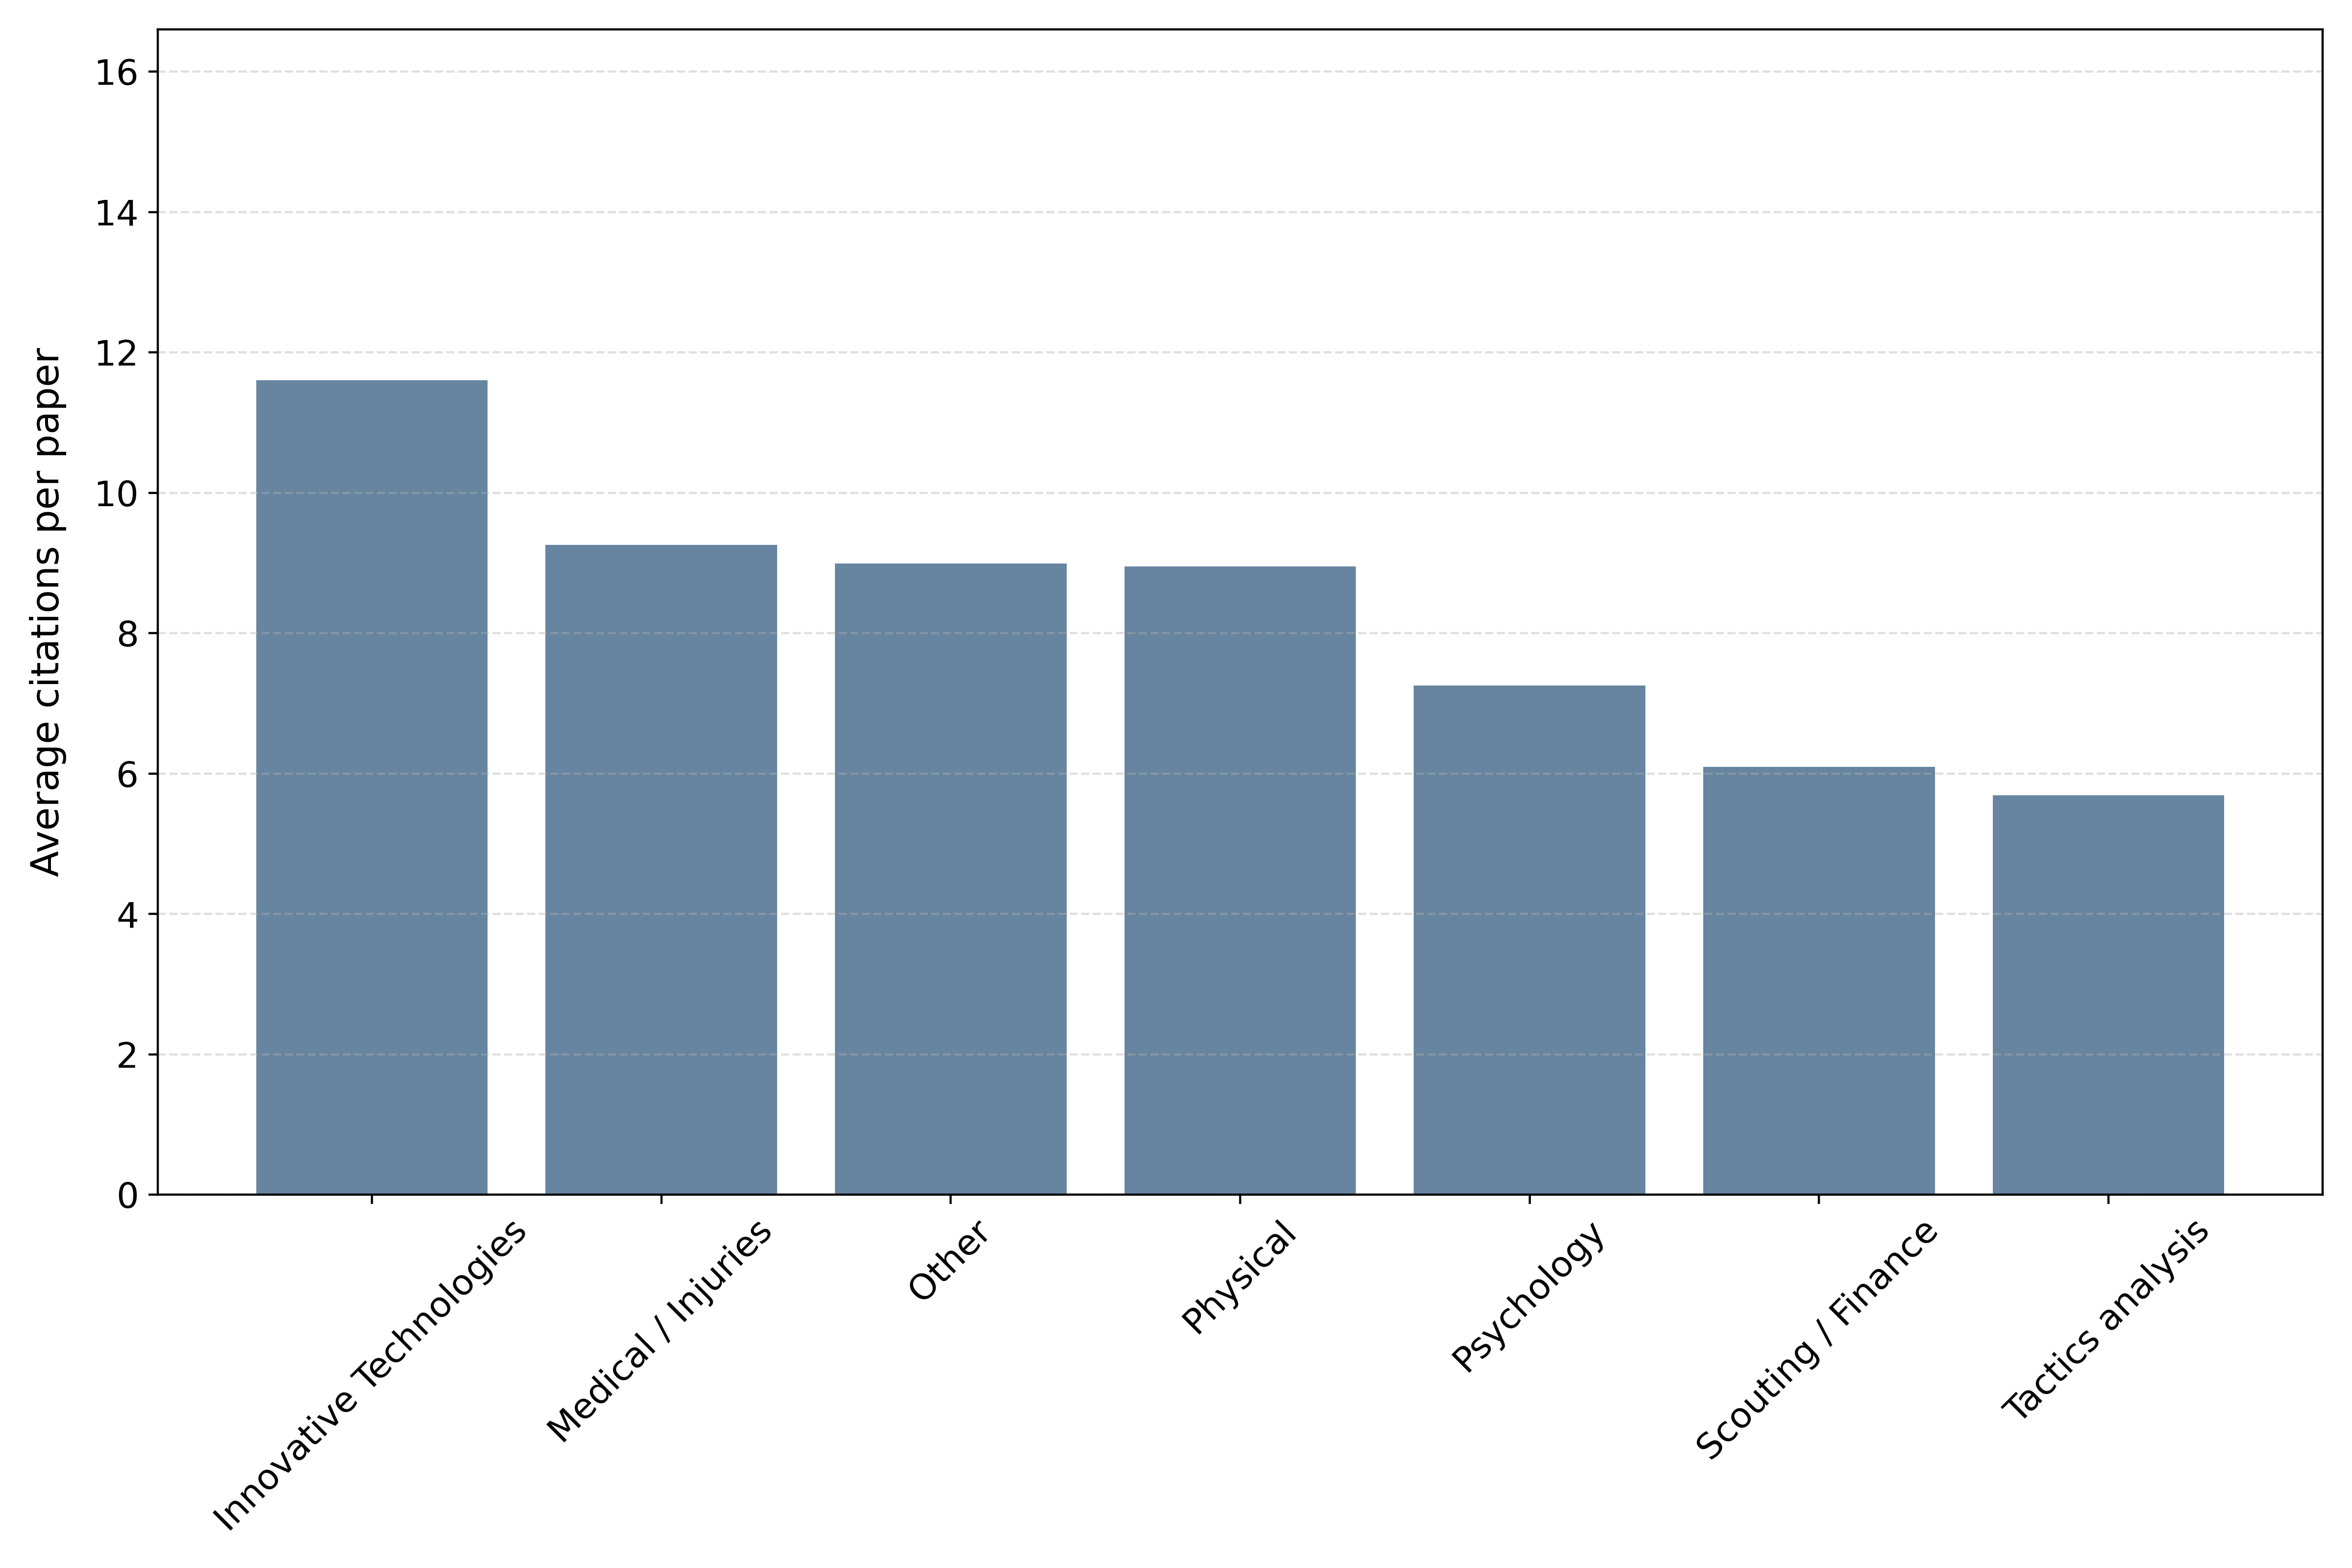 Average citations per paper
16
14
12
10
8
6
4
2
0
Innovative Technologies
Medical / Injuries
Other
Physical
Psychology
Scouting / Finance
Tactics analysis